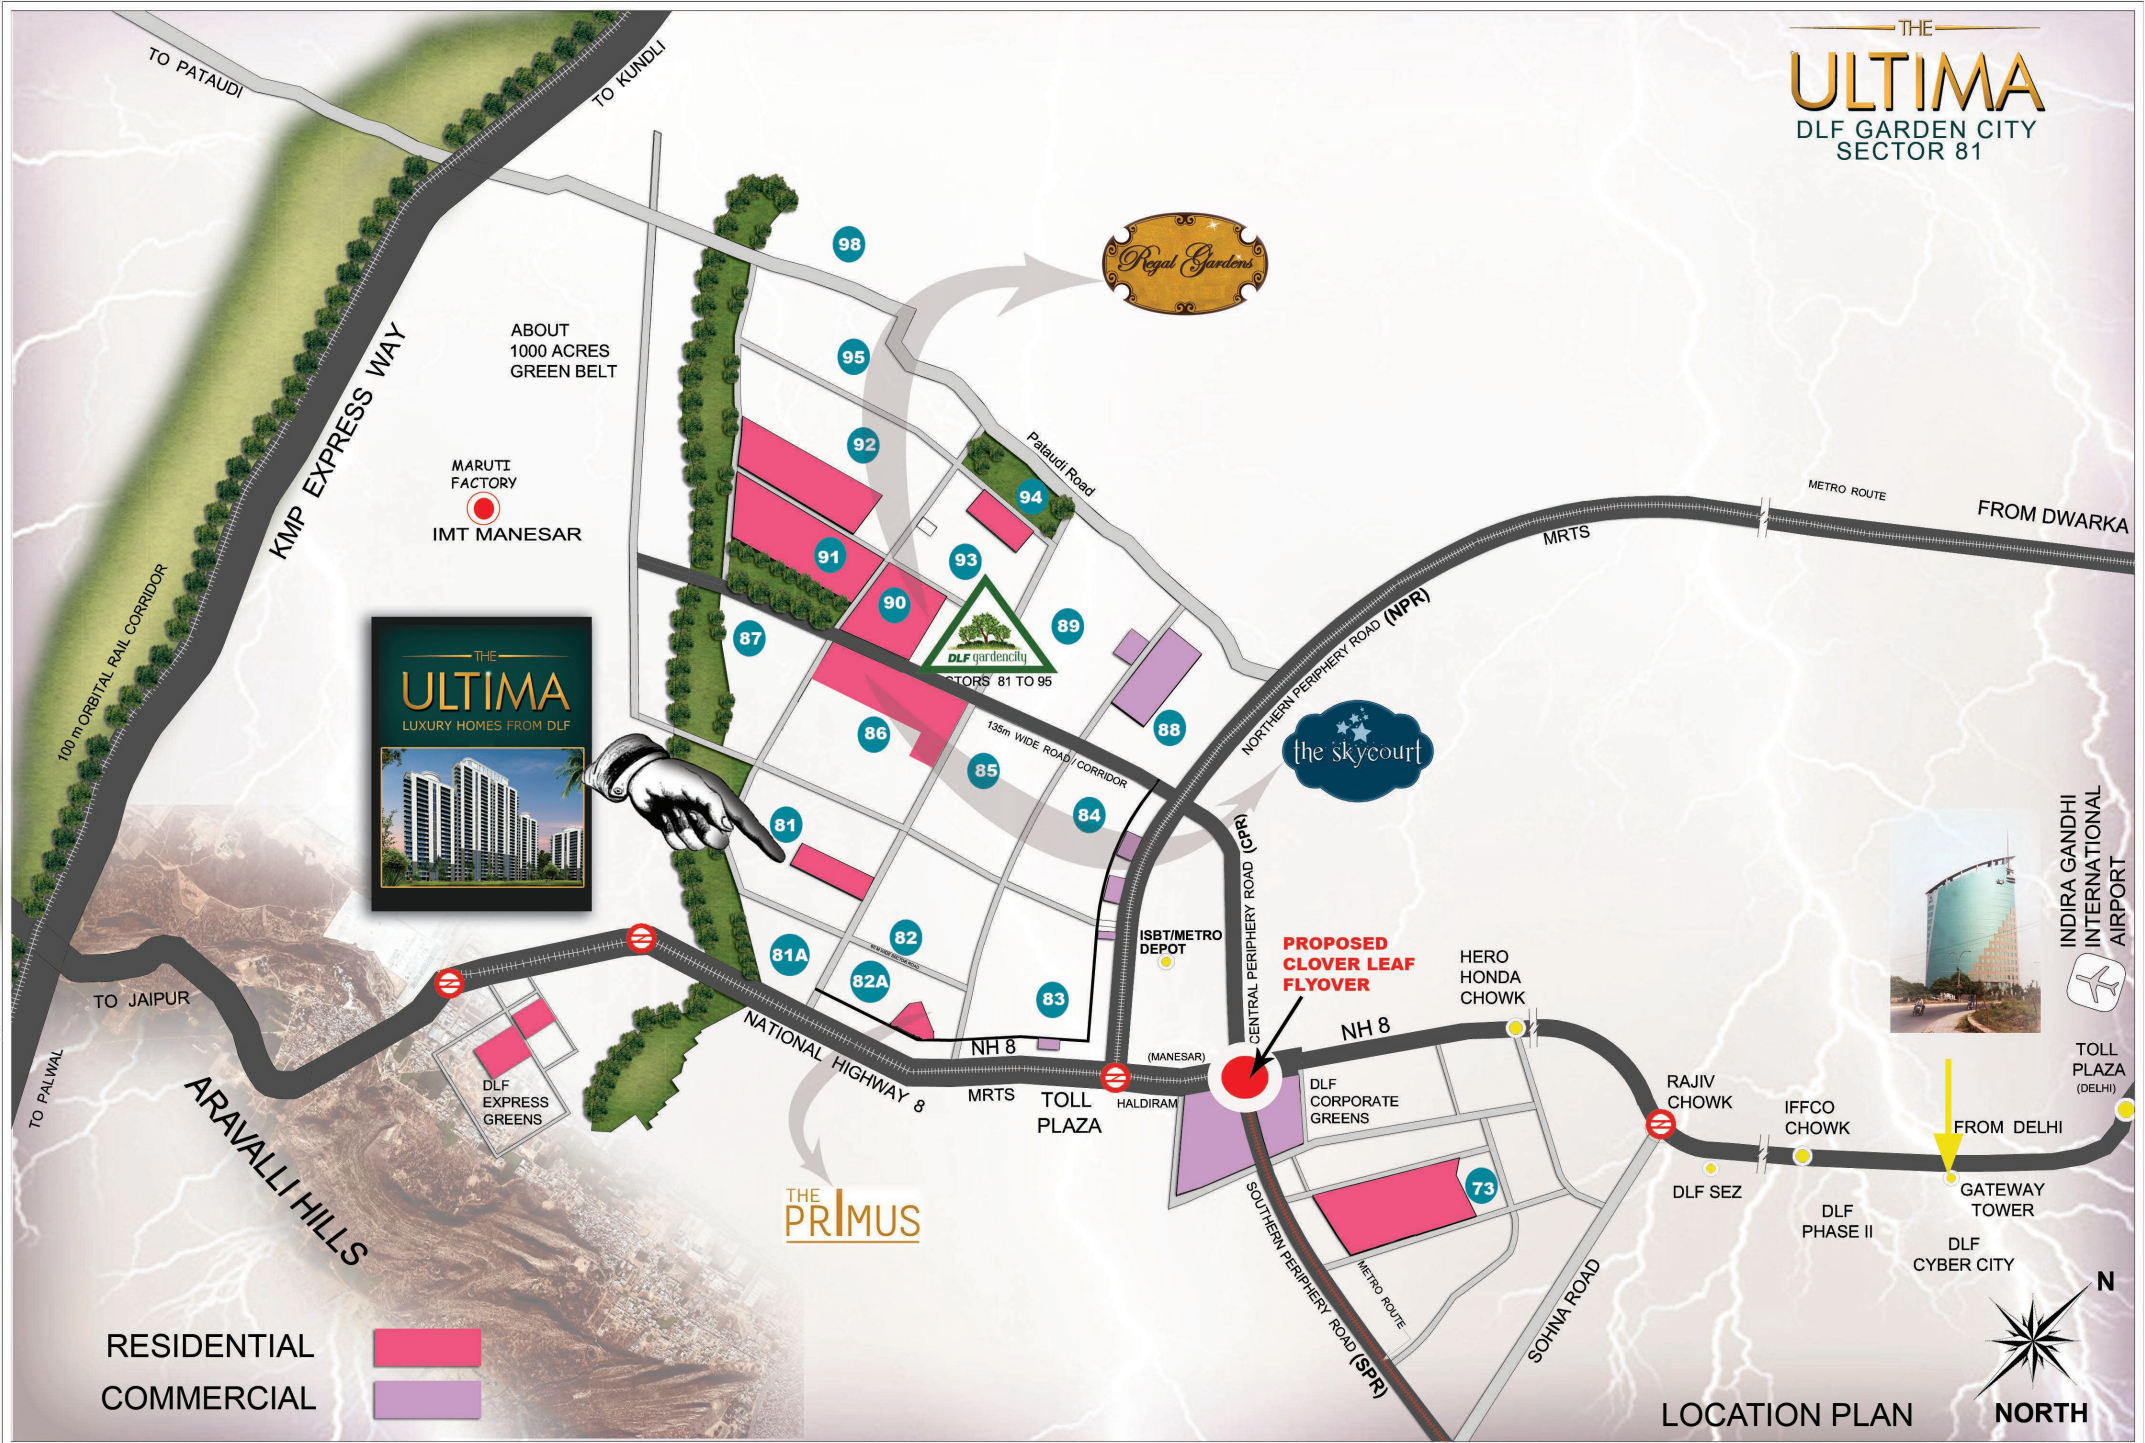 THE
ULTIMA
DLF GARDEN CITY
SECTOR 81
TO PATAUDI
TO KUNDLI
98
Regal Gardens
ABOUT
1000 ACRES
GREEN BELT
95
KMP EXPRESS WAY
92
Pataudi Road
MARUTI
FACTORY
IMT MANESAR
94
METRO ROUTE
FROM DWARKA
MRTS
91
93
90
89
87
DLF gardencity
CTORS 81 TO 95
100 m ORBITAL RAIL CORRIDOR
NORTHERN PERIPHERY ROAD (NPR)
THE
ULTIMA
LUXURY HOMES FROM DLF
86
135m WIDE ROAD / CORRIDOR
88
the skycourt
85
84
81
CENTRAL PERIPHERY ROAD (CPR)
INDIRA GANDHI
INTERNATIONAL
AIRPORT
82
81A
82A
83
ISBT/METRO
DEPOT
PROPOSED
CLOVER LEAF
FLYOVER
HERO
HONDA
CHOWK
TO JAIPUR
NATIONAL HIGHWAY 8
NH 8
NH 8
(MANESAR)
MRTS
TOLL
PLAZA
HALDIRAM
DLF
CORPORATE
GREENS
TO PALWAL
DLF
EXPRESS
GREENS
ARAVALLI HILLS
RAJIV
CHOWK
IFFCO
CHOWK
TOLL
PLAZA
(DELHI)
FROM DELHI
DLF SEZ
GATEWAY
TOWER
DLF
PHASE II
DLF
CYBER CITY
73
THE
PRIMUS
SOUTHERN PERIPHERY ROAD (SPR)
METRO ROUTE
SOHNA ROAD
N
RESIDENTIAL
COMMERCIAL
LOCATION PLAN
NORTH